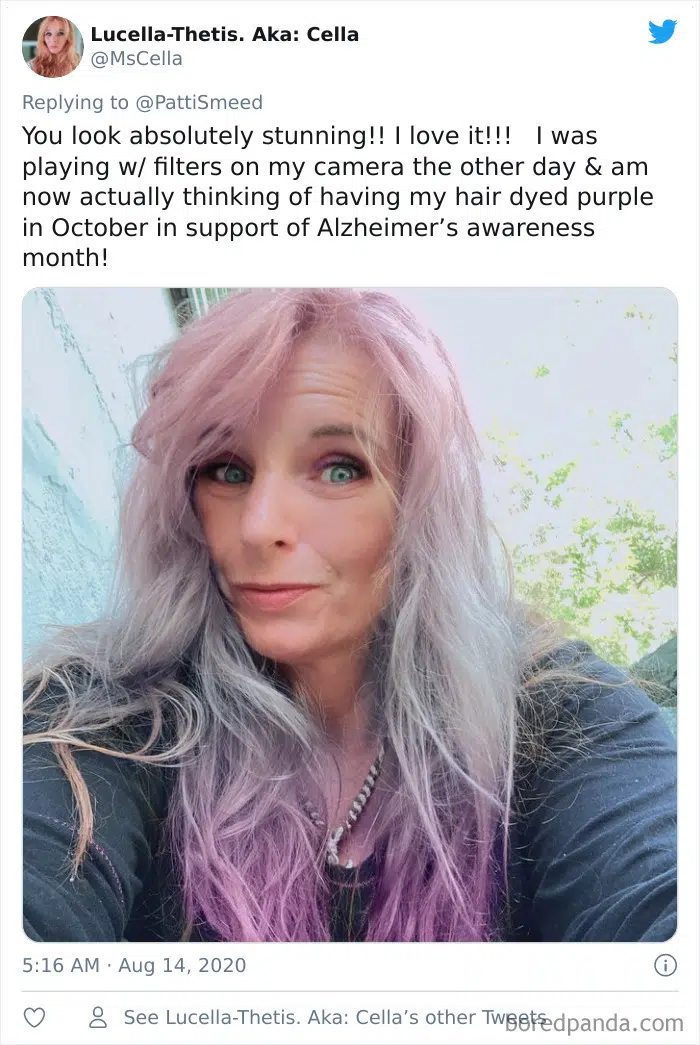 Lucella-Thetis. Aka: Cella
@MsCella
Replying to @PattiSmeed
You look absolutely stunning!! I love it!!! I was
playing w/ filters on my camera the other day & am
now actually thinking of having my hair dyed purple
in October in support of Alzheimer’s awareness
month!
5:16 AM · Aug 14, 2020
See Lucella-Thetis. Aka: Cella’s other Tweets
boredpanda.com